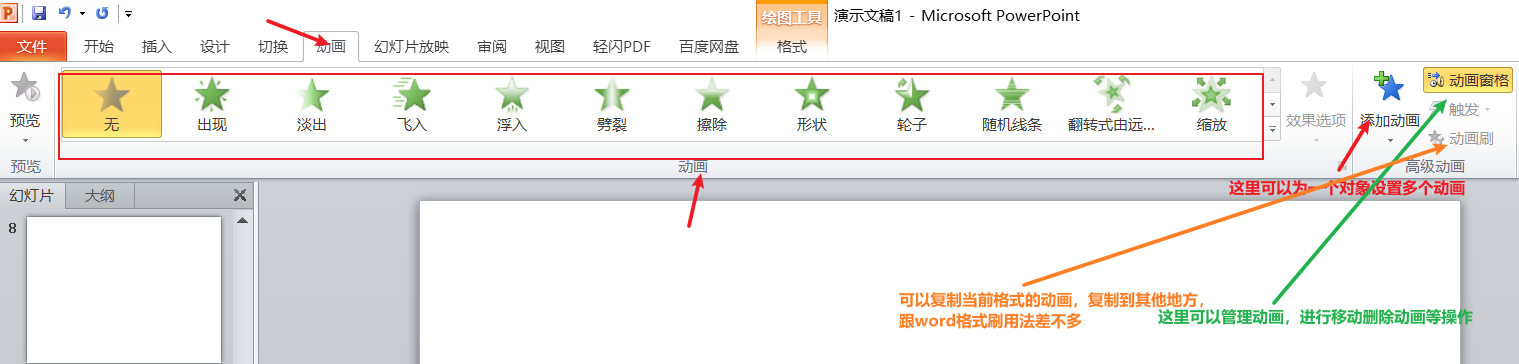 演示文稿1 - Microsoft PowerPoint
绘图工具
文件 开始 插入 设计 切换 动画 幻灯片放映 审阅 视图 轻闪PDF 百度网盘 格式
预览
无 出现 淡出 飞入 浮入 劈裂 擦除 形状 轮子 随机线条 翻转式由远... 缩放
效果选项
添加动画
动画窗格
触发
动画刷
预览 动画 高级动画
这里可以为一个对象设置多个动画
幻灯片 大纲
8
可以复制当前格式的动画，复制到其他地方，
跟word格式刷用法差不多
这里可以管理动画，进行移动删除动画等操作